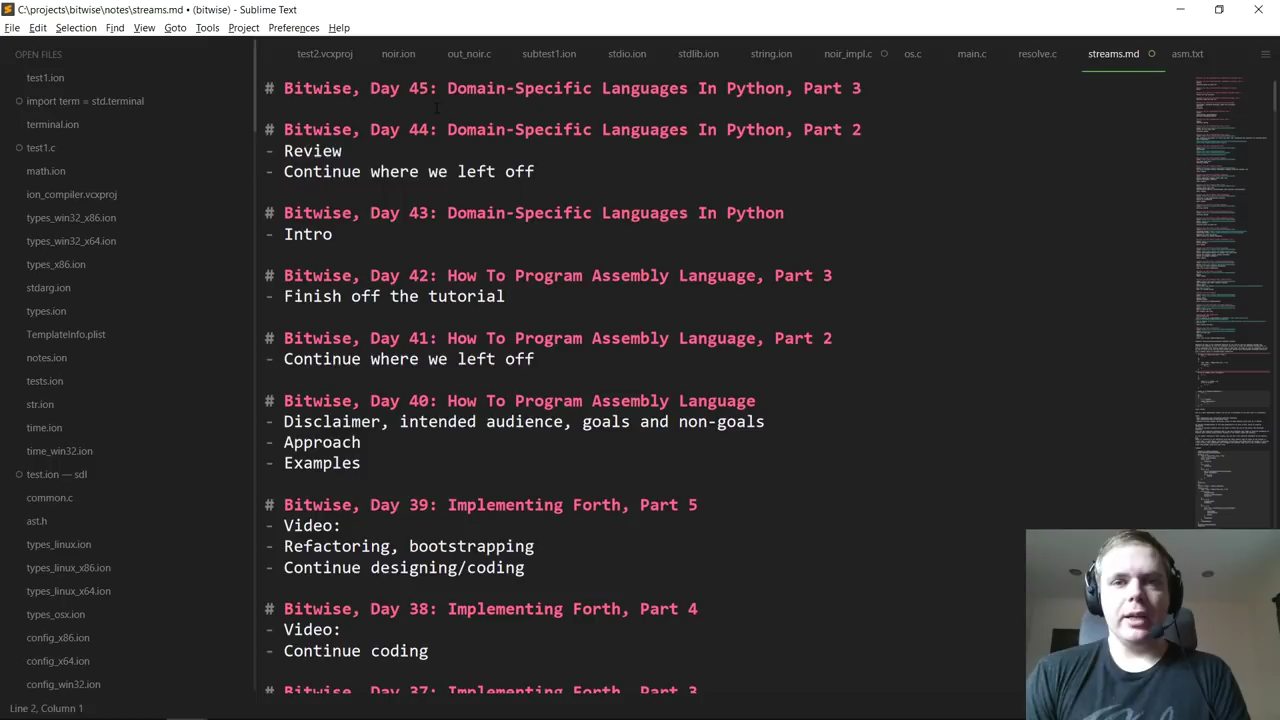 C:\projects\bitwise\notes\streams.md • (bitwise) - Sublime Text
File Edit Selection Find View Goto Tools Project Preferences Help
OPEN FILES
test1.ion
import term = std.terminal
terminal.ion
test1.c
math.ion
ion_compiler.vcxproj
types_win32_x86.ion
types_win32_x64.ion
types_x86.ion
stdarg.ion
types.ion
TemplateInfo.plist
notes.ion
tests.ion
str.ion
time.ion
time_win32.ion
test.ion — sdl
common.c
ast.h
types_linux.ion
types_linux_x86.ion
types_linux_x64.ion
types_osx.ion
config_x86.ion
config_x64.ion
config_win32.ion
test2.vcxproj noir.ion out_noir.c subtest1.ion stdio.ion stdlib.ion string.ion noir_impl.c os.c main.c resolve.c streams.md asm.txt
# Bitwise, Day 45: Domain-Specific Languages In Python, Part 3
# Bitwise, Day 44: Domain-Specific Languages In Python, Part 2
- Review
- Continue where we left off
# Bitwise, Day 43: Domain-Specific Languages In Python
- Intro
# Bitwise, Day 42: How To Program Assembly Language, Part 3
- Finish off the tutorial
# Bitwise, Day 41: How To Program Assembly Language, Part 2
- Continue where we left off
# Bitwise, Day 40: How To Program Assembly Language
- Disclaimer, intended audience, goals and non-goals
- Approach
- Examples
# Bitwise, Day 39: Implementing Forth, Part 5
- Video:
- Refactoring, bootstrapping
- Continue designing/coding
# Bitwise, Day 38: Implementing Forth, Part 4
- Video:
- Continue coding
# Bitwise, Day 37: Implementing Forth, Part 3
Line 2, Column 1